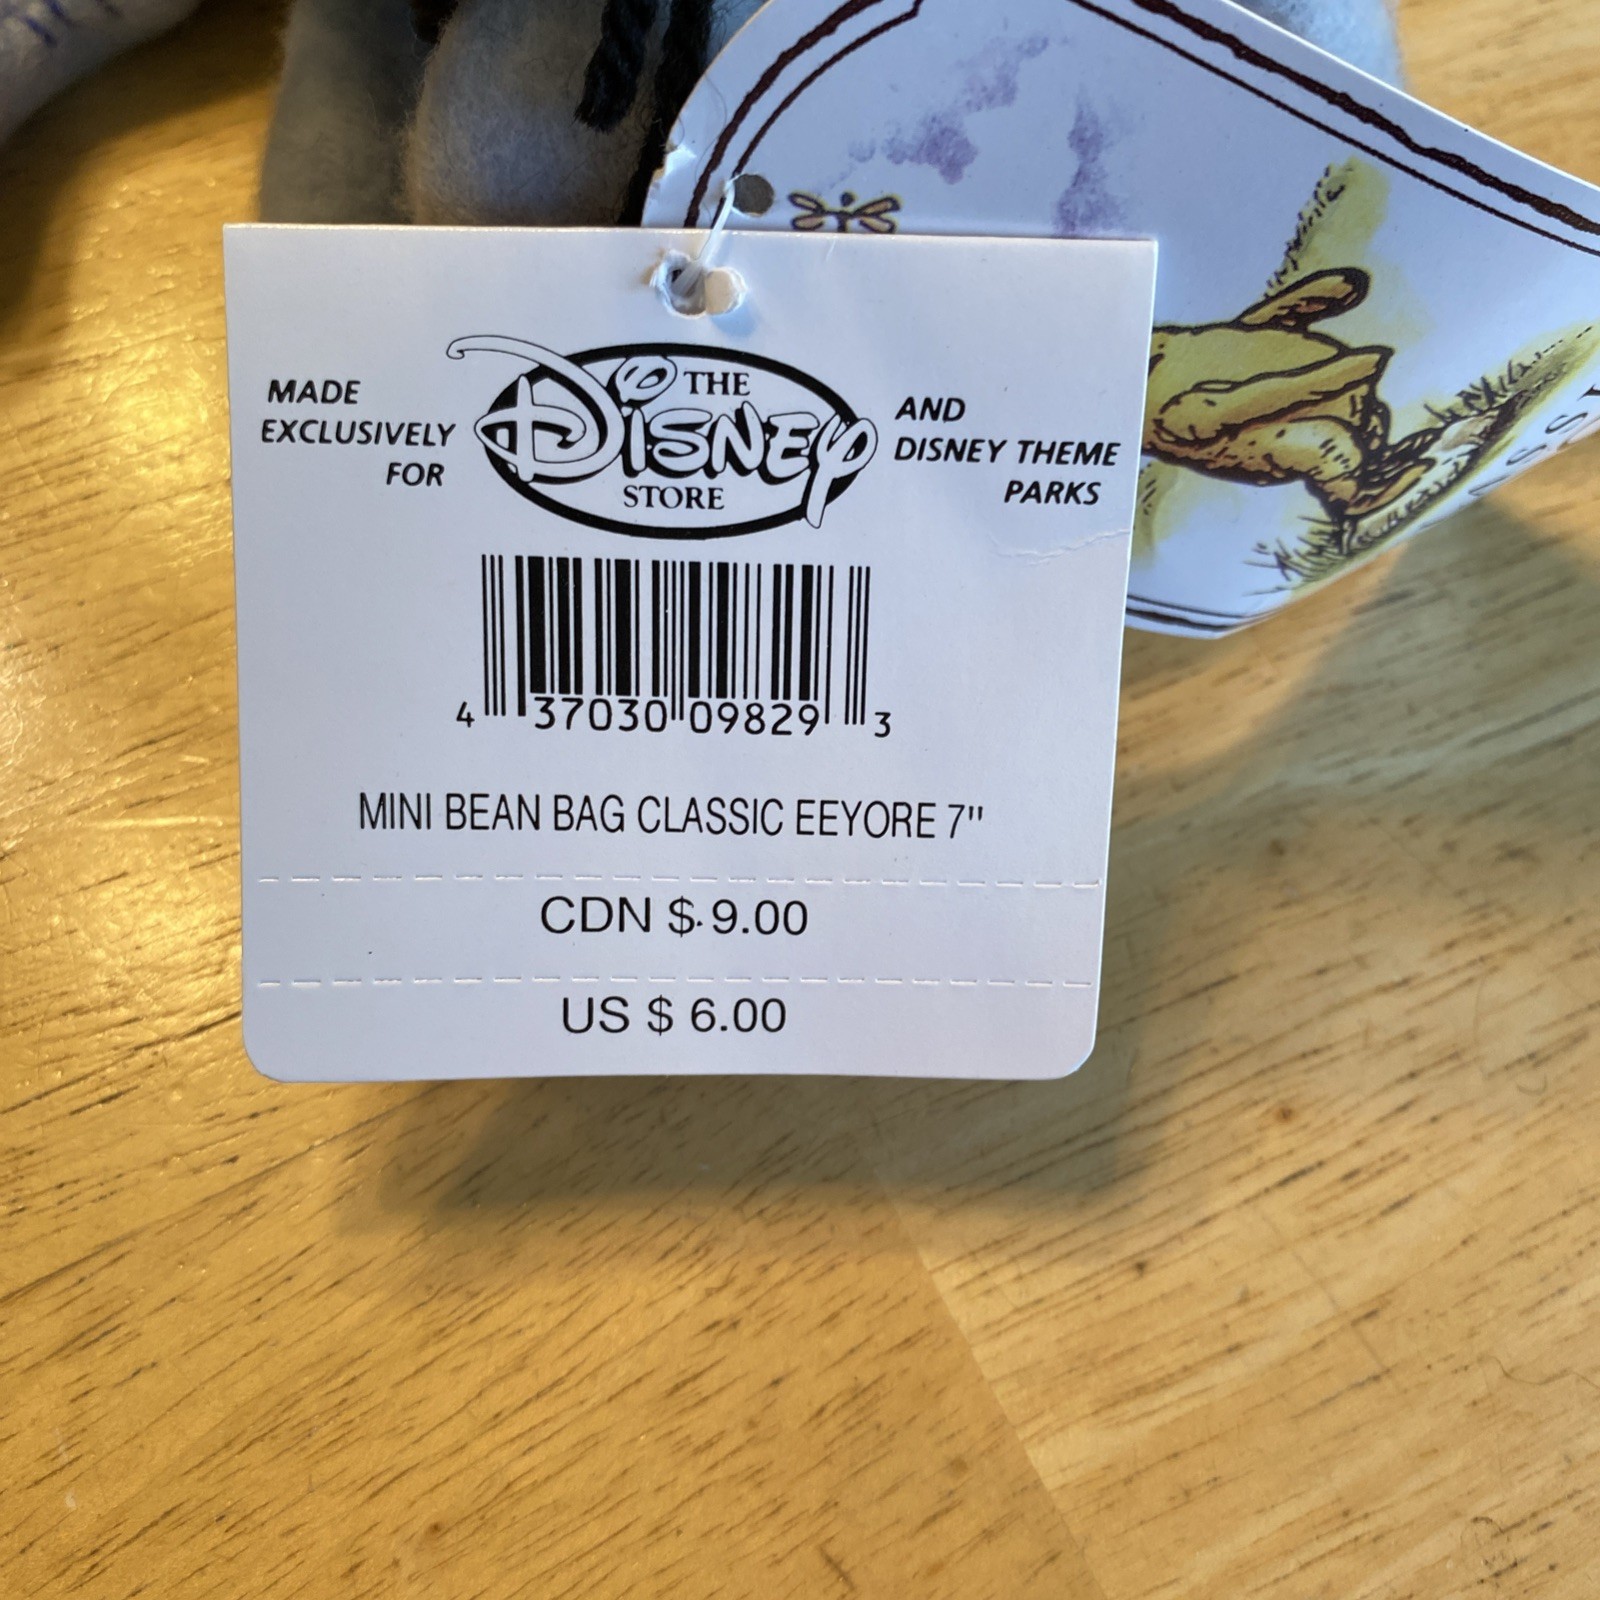 MADE
EXCLUSIVELY
FOR
THE
DISNEY
STORE
AND
DISNEY THEME
PARKS
4 37030 09829 3
MINI BEAN BAG CLASSIC EEYORE 7"
CDN $ 9.00
US $ 6.00